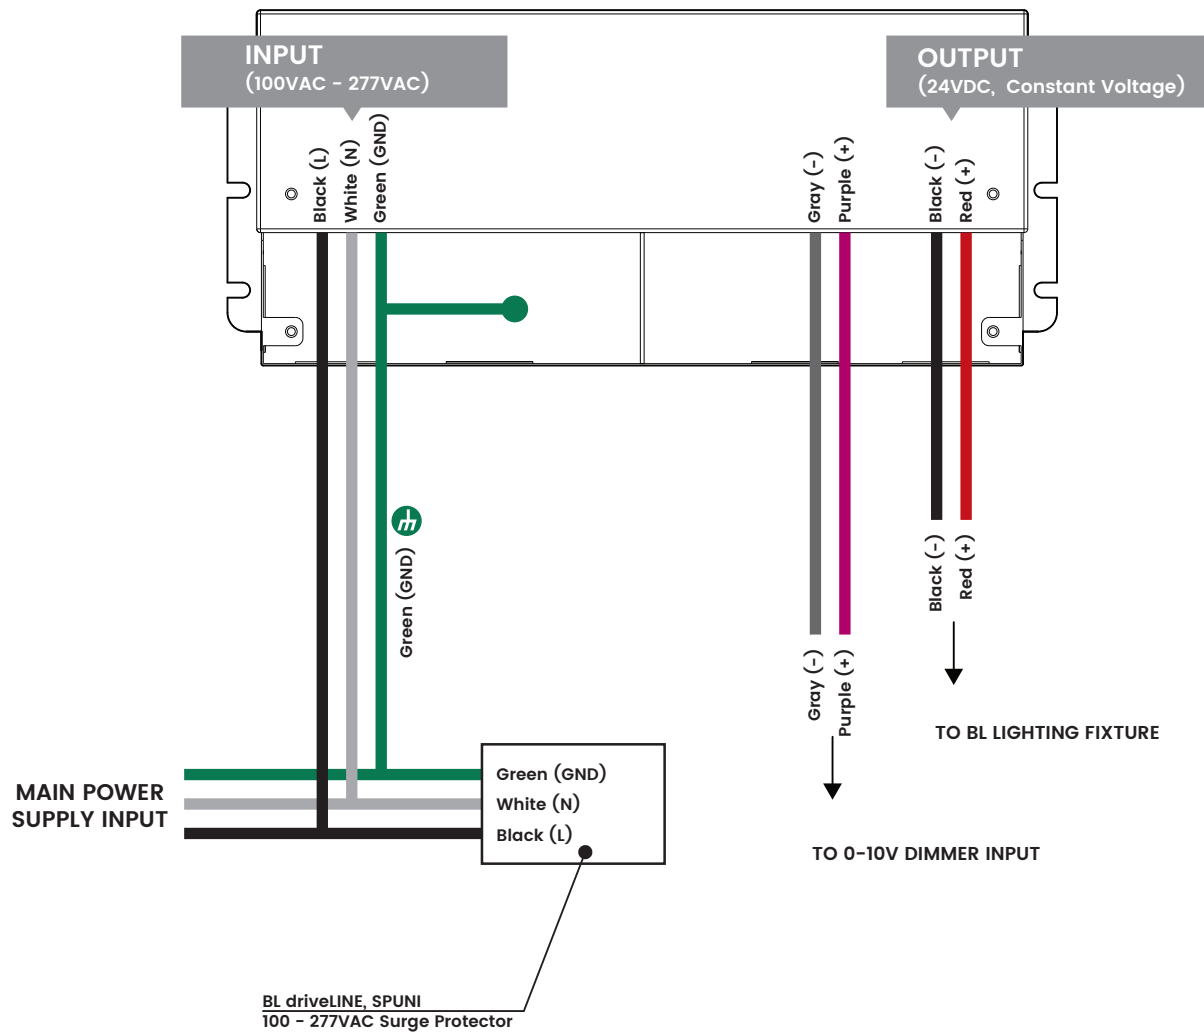 INPUT
(100VAC - 277VAC)
OUTPUT
(24VDC, Constant Voltage)
Black (L)
White (N)
Green (GND)
Gray (-)
Purple (+)
Black (-)
Red (+)
Green (GND)
Black (-)
Red (+)
Gray (-)
Purple (+)
TO BL LIGHTING FIXTURE
TO 0-10V DIMMER INPUT
MAIN POWER
SUPPLY INPUT
Green (GND)
White (N)
Black (L)
BL driveLINE, SPUNI
100 - 277VAC Surge Protector